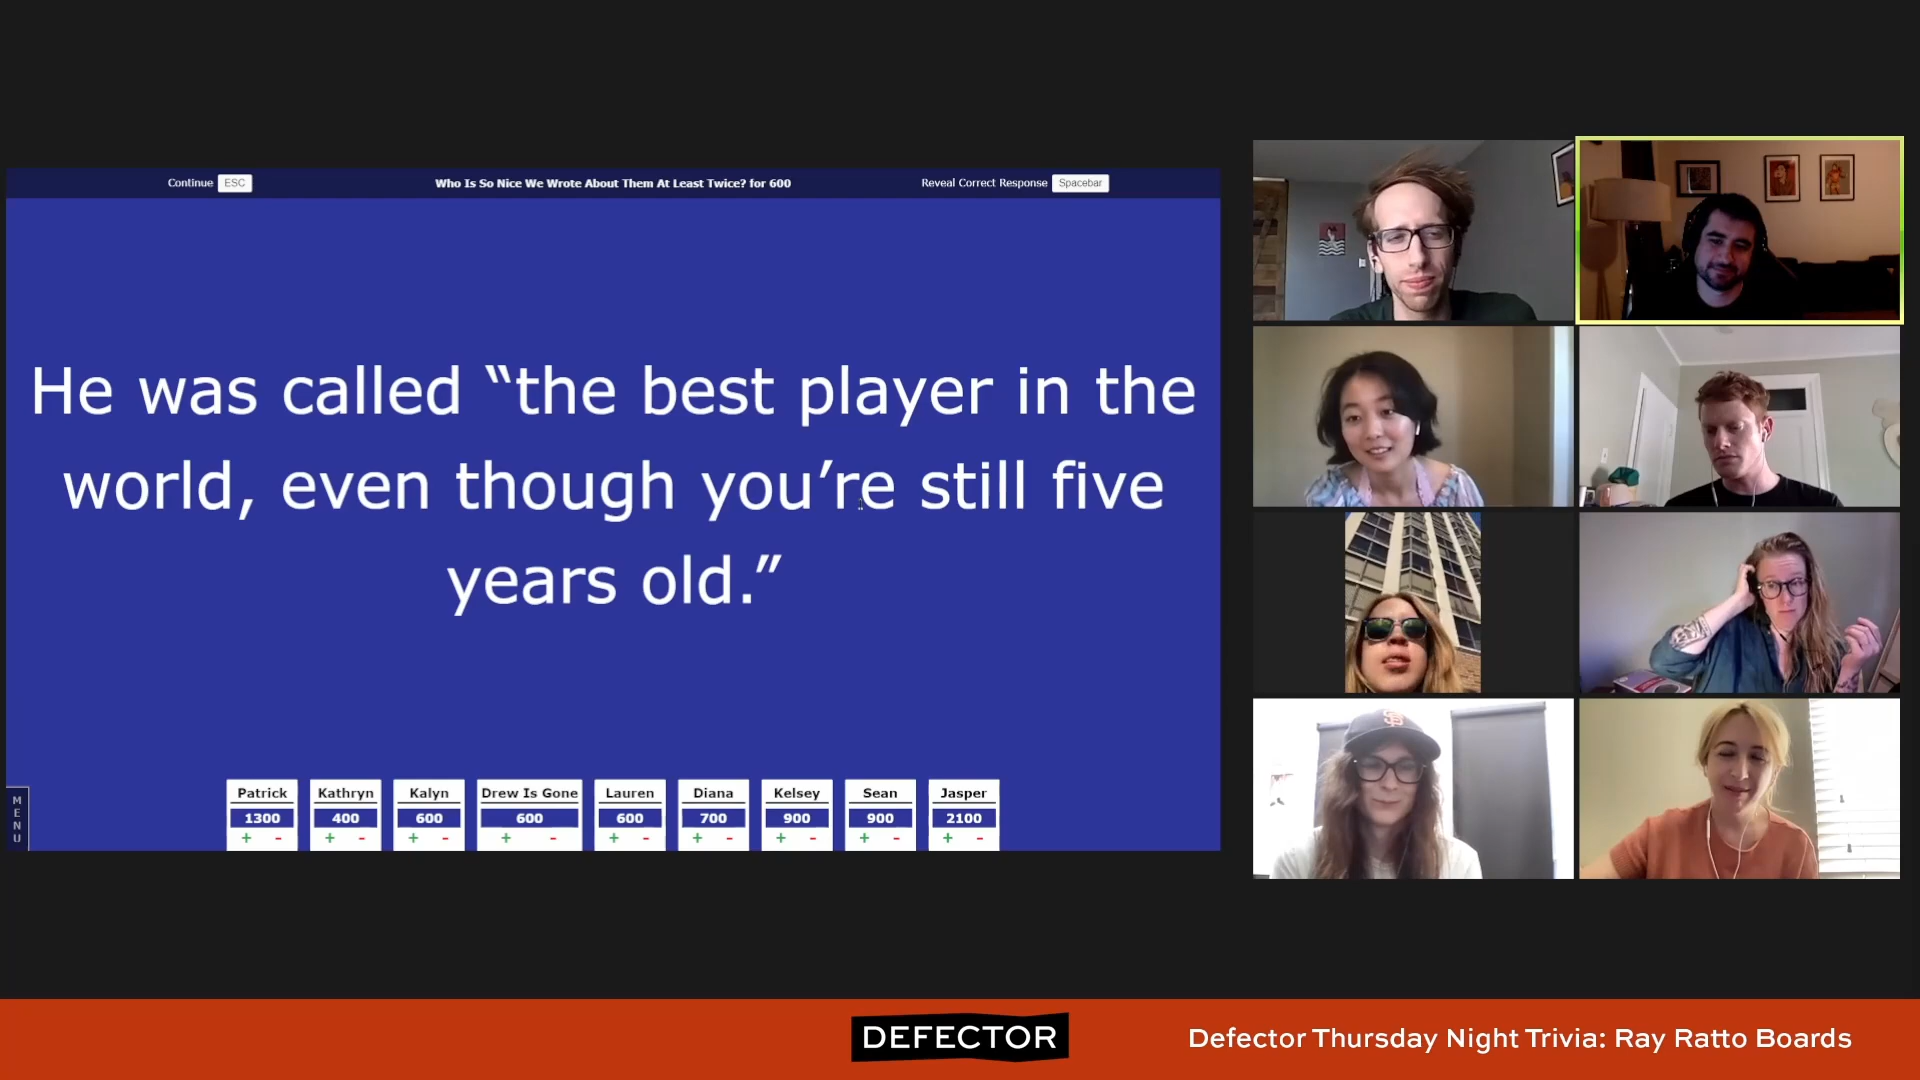 Continue ESC
Who Is So Nice We Wrote About Them At Least Twice? for 600
Reveal Correct Response Spacebar
He was called “the best player in the
world, even though you’re still five
years old.”
MENU
Patrick Kathryn Kalyn Drew Is Gone Lauren Diana Kelsey Sean Jasper
1300 400 600 600 600 700 900 900 2100
+ - + - + - + - + - + - + - + - + -
SF
DEFECTOR
Defector Thursday Night Trivia: Ray Ratto Boards